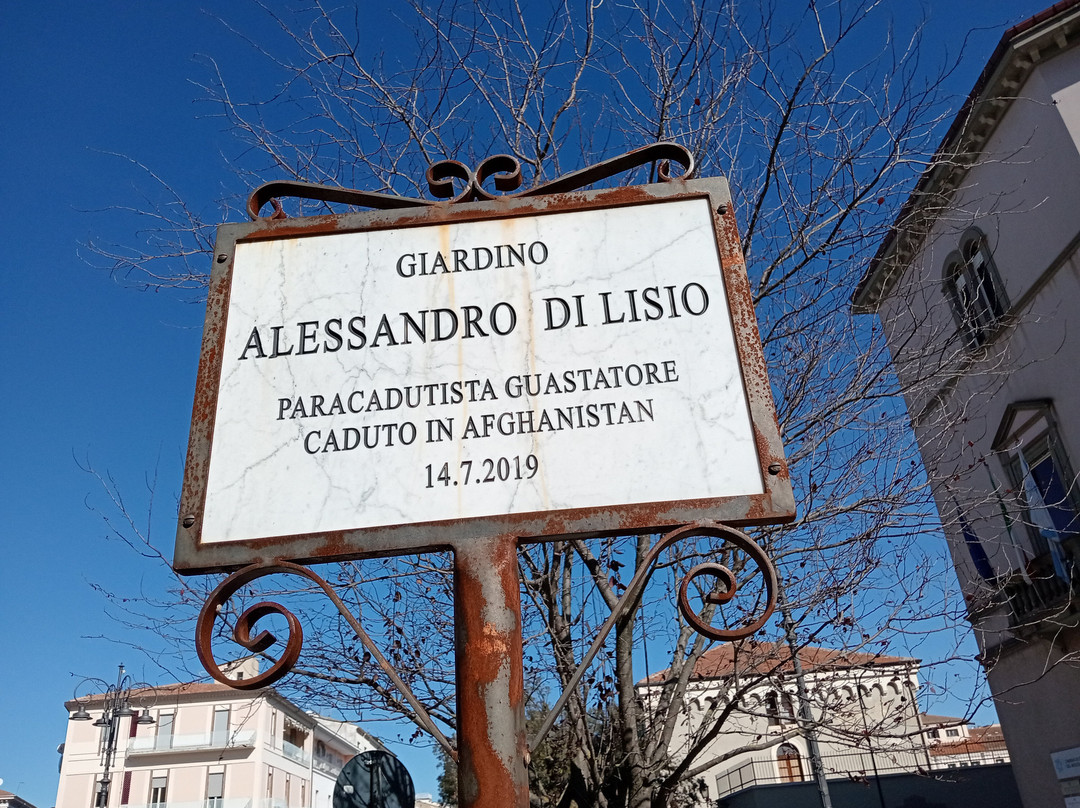 GIARDINO
ALESSANDRO DI LISIO
PARACADUTISTA GUASTATORE
CADUTO IN AFGHANISTAN
14.7.2019